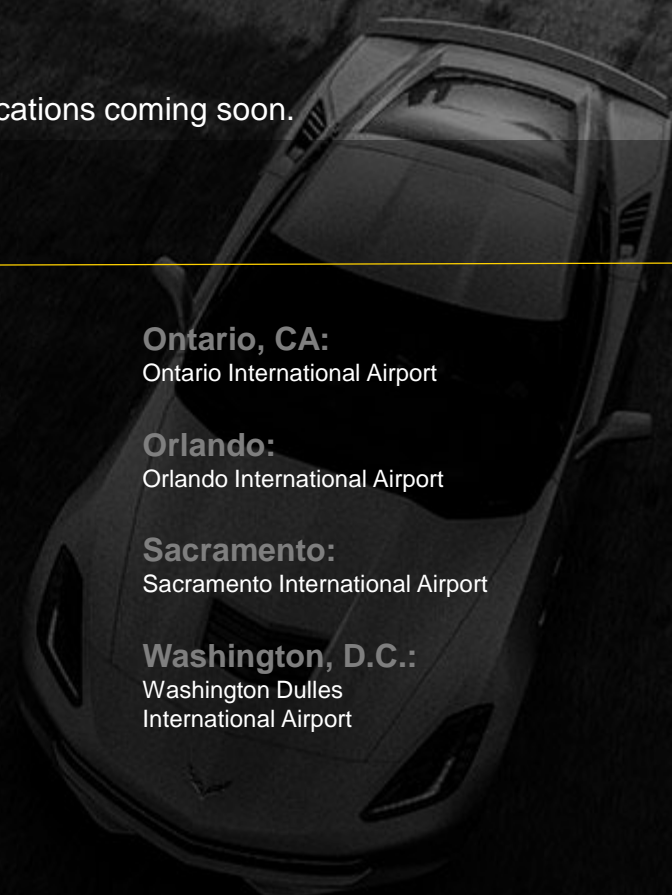 cations coming soon.
Ontario, CA:
Ontario International Airport
Orlando:
Orlando International Airport
Sacramento:
Sacramento International Airport
Washington, D.C.:
Washington Dulles
International Airport